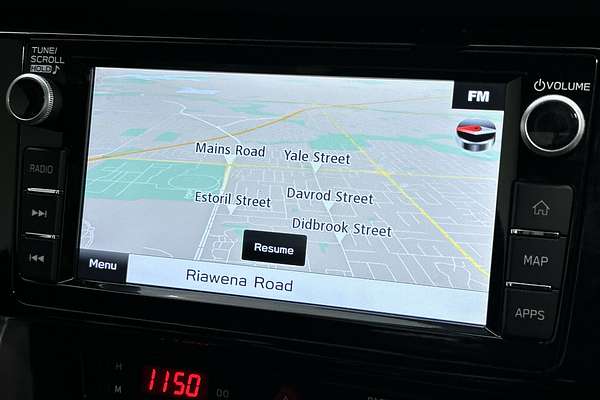 TUNE/
SCROLL
HOLD ♪
VOLUME
FM
RADIO
Mains Road
Yale Street
Estoril Street
Davrod Street
Didbrook Street
Resume
Menu
Riawena Road
MAP
APPS
H
M
1150